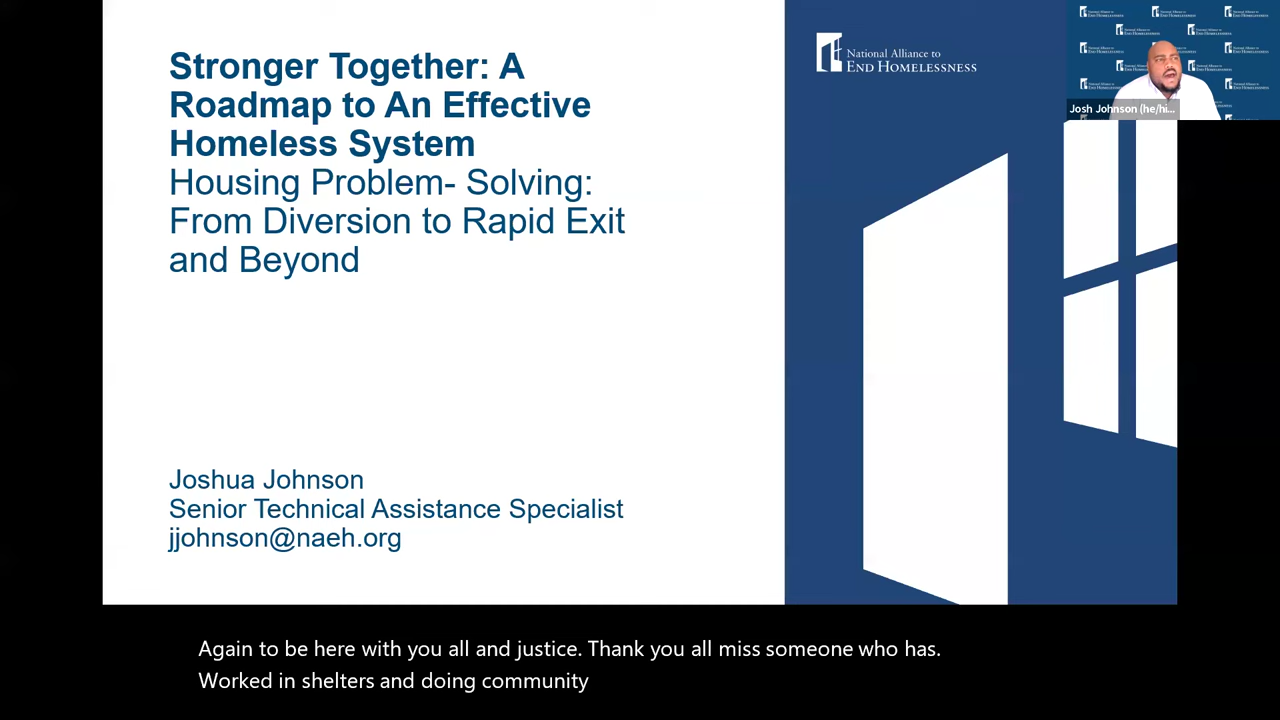 Stronger Together: A
Roadmap to An Effective
Homeless System
Housing Problem- Solving:
From Diversion to Rapid Exit
and Beyond
Joshua Johnson
Senior Technical Assistance Specialist
jjohnson@naeh.org
National Alliance to
END HOMELESSNESS
Josh Johnson (he/hi...
Again to be here with you all and justice. Thank you all miss someone who has.
Worked in shelters and doing community